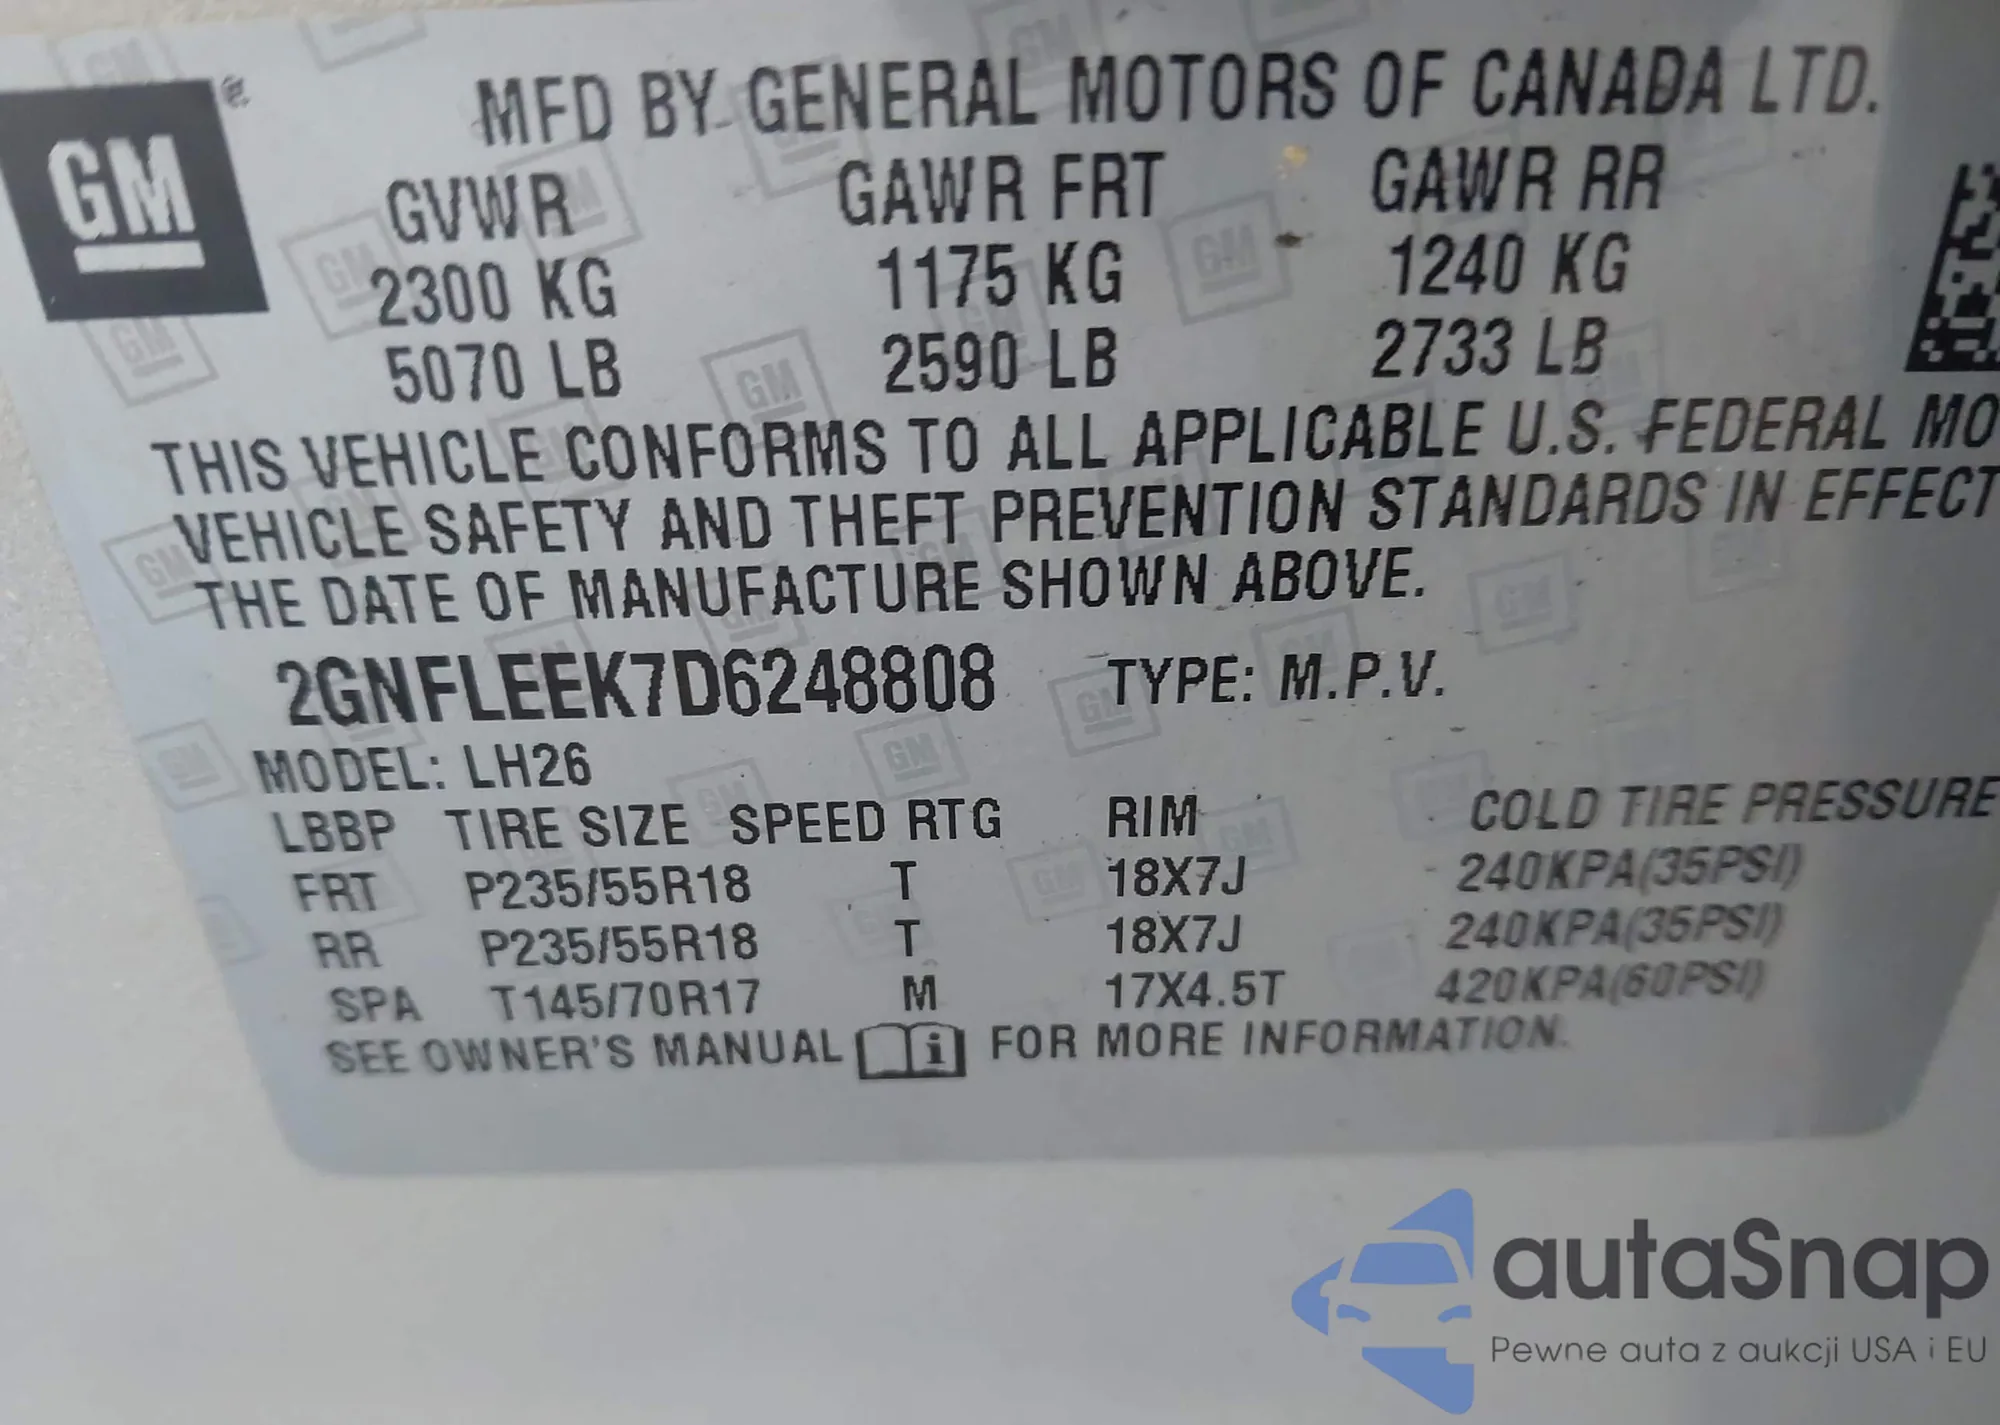 GM
MFD BY GENERAL MOTORS OF CANADA LTD.
GVWR GAWR FRT GAWR RR
2300 KG 1175 KG 1240 KG
5070 LB 2590 LB 2733 LB
THIS VEHICLE CONFORMS TO ALL APPLICABLE U.S. FEDERAL MO
VEHICLE SAFETY AND THEFT PREVENTION STANDARDS IN EFFECT
THE DATE OF MANUFACTURE SHOWN ABOVE.
2GNFLEEK7D6248808 TYPE: M.P.V.
MODEL: LH26
LBBP TIRE SIZE SPEED RTG RIM COLD TIRE PRESSURE
FRT P235/55R18 T 18X7J 240KPA(35PSI)
RR P235/55R18 T 18X7J 240KPA(35PSI)
SPA T145/70R17 M 17X4.5T 420KPA(60PSI)
SEE OWNER'S MANUAL i FOR MORE INFORMATION.
autaSnap
Pewne auta z aukcji USA i EU